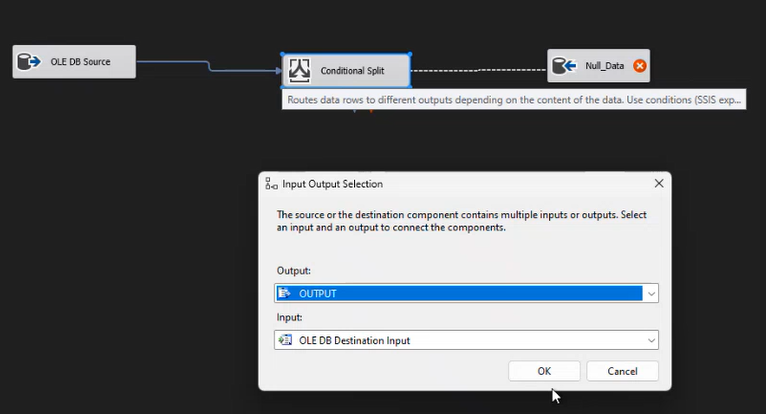 OLE DB Source
Conditional Split
Null_Data
Routes data rows to different outputs depending on the content of the data. Use conditions (SSIS exp...
Input Output Selection
The source or the destination component contains multiple inputs or outputs. Select
an input and an output to connect the components.
Output:
OUTPUT
Input:
OLE DB Destination Input
OK
Cancel